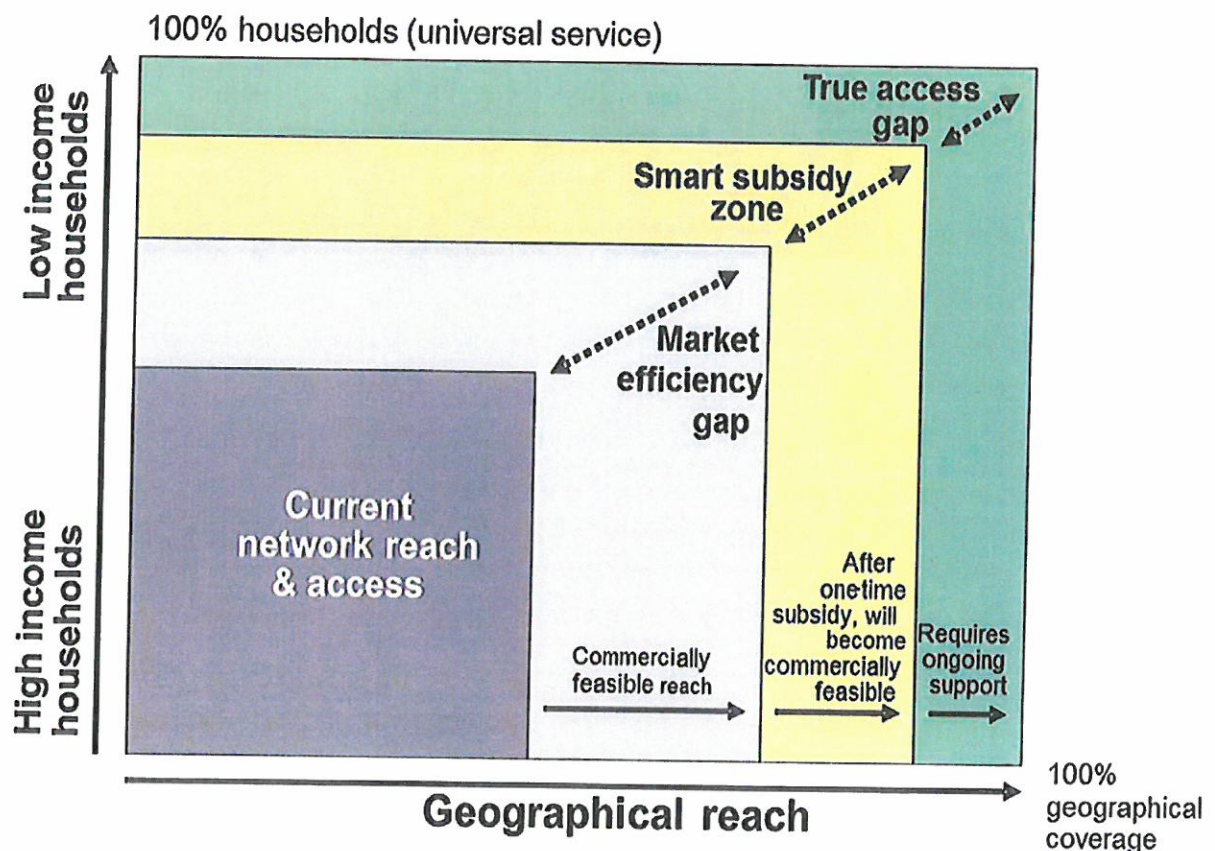 100% households (universal service)
True access
gap
Smart subsidy
zone
Low income
households
Market
efficiency
gap
Current
network reach
& access
High income
households
Commercially
feasible reach
After
one-time
subsidy, will
become
commercially
feasible
Requires
ongoing
support
Geographical reach
100%
geographical
coverage